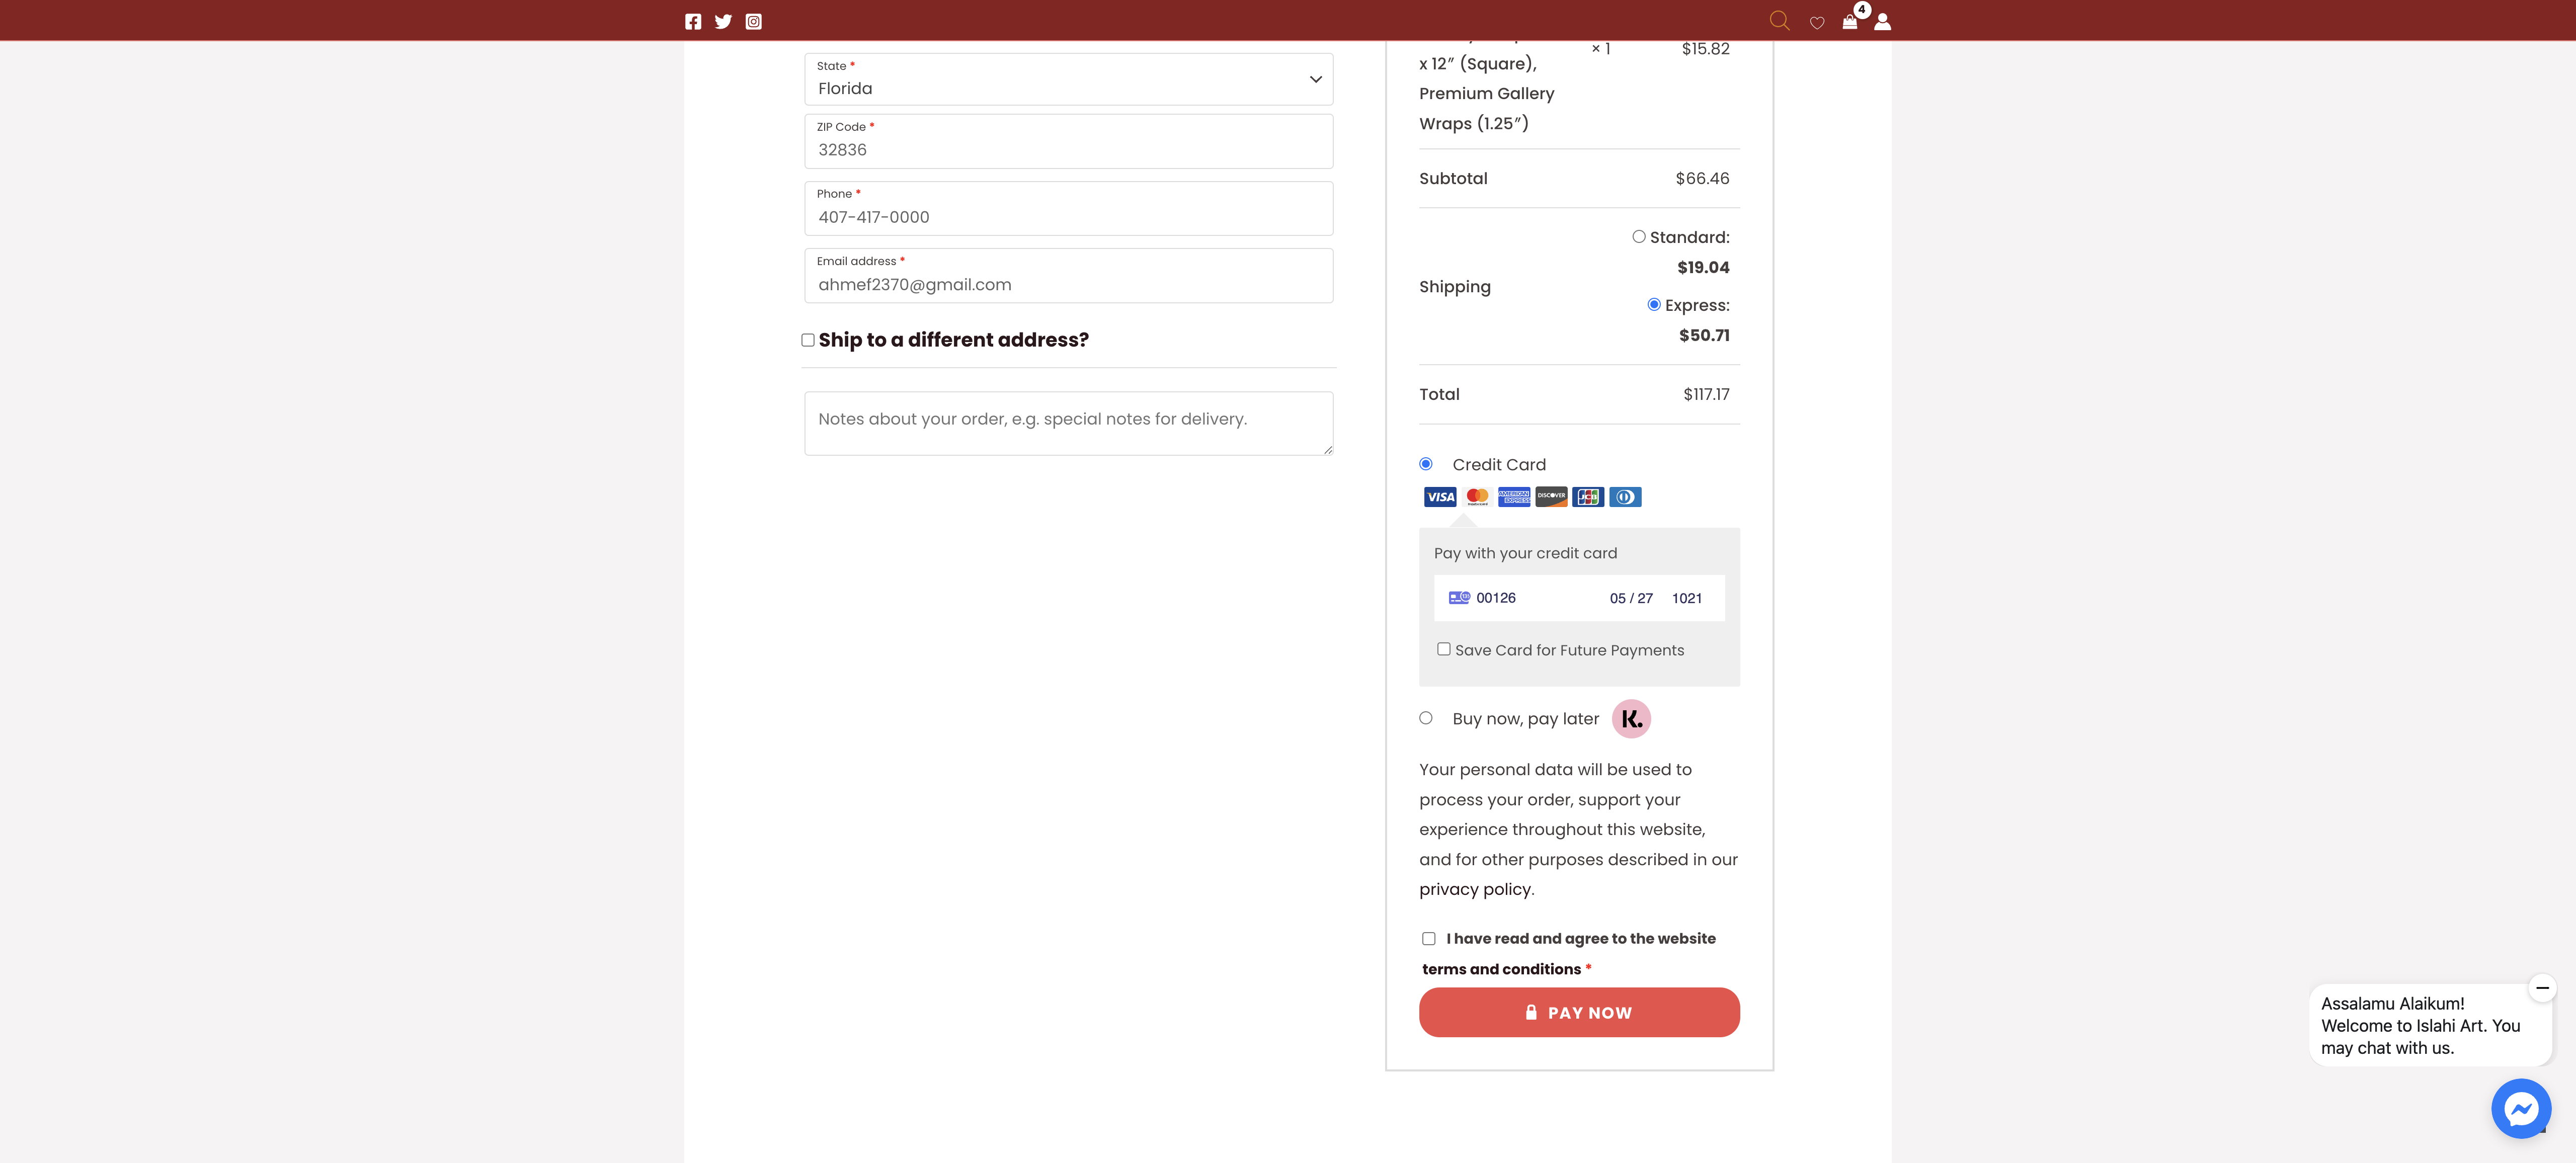 4
State *
Florida
ZIP Code *
32836
Phone *
407-417-0000
Email address *
ahmef2370@gmail.com
Ship to a different address?
Notes about your order, e.g. special notes for delivery.
× 1 $15.82
x 12” (Square),
Premium Gallery
Wraps (1.25”)
Subtotal $66.46
Shipping
Standard:
$19.04
Express:
$50.71
Total $117.17
Credit Card
VISA AMERICAN EXPRESS DISCOVER JCB
Pay with your credit card
00126 05 / 27 1021
Save Card for Future Payments
Buy now, pay later K.
Your personal data will be used to
process your order, support your
experience throughout this website,
and for other purposes described in our
privacy policy.
I have read and agree to the website
terms and conditions *
PAY NOW
Assalamu Alaikum!
Welcome to Islahi Art. You
may chat with us.